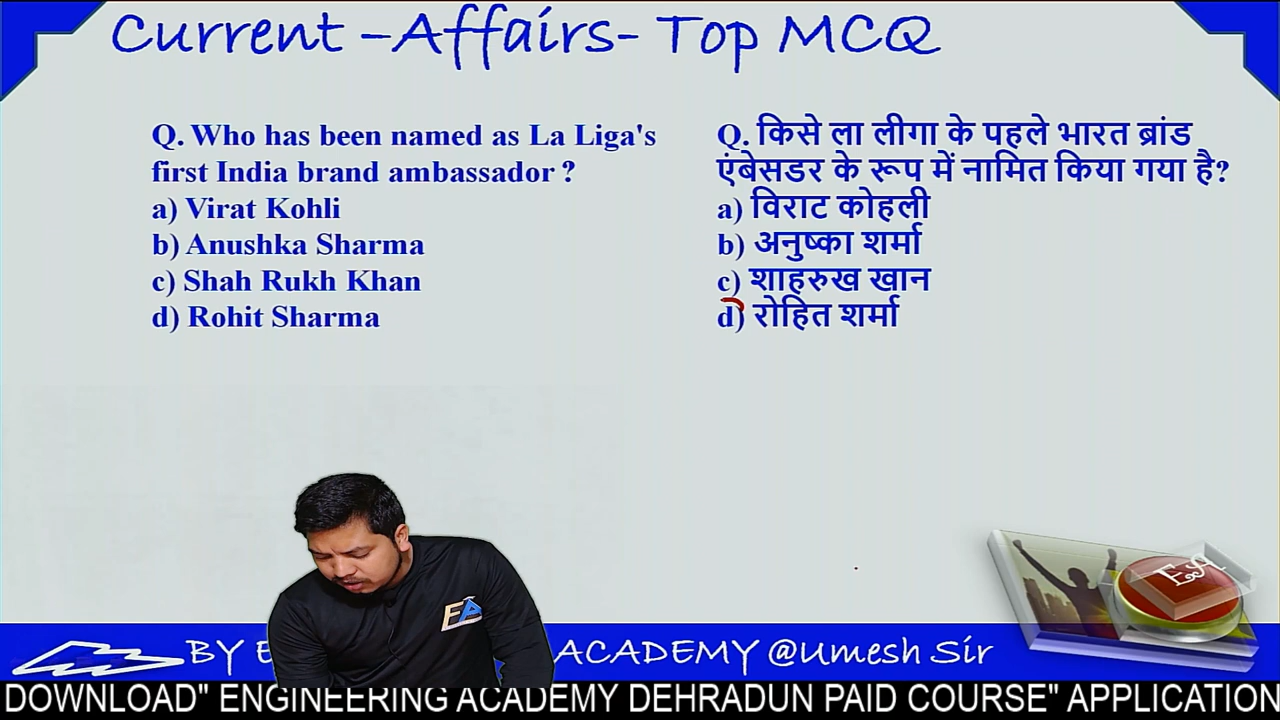 Current –Affairs- Top MCQ
Q. Who has been named as La Liga's
first India brand ambassador ?
a) Virat Kohli
b) Anushka Sharma
c) Shah Rukh Khan
d) Rohit Sharma
Q. किसे ला लीगा के पहले भारत ब्रांड
एंबेसडर के रूप में नामित किया गया है?
a) विराट कोहली
b) अनुष्का शर्मा
c) शाहरुख खान
d) रोहित शर्मा
EA
EA
BY E ACADEMY @Umesh Sir
DOWNLOAD" ENGINEERING ACADEMY DEHRADUN PAID COURSE" APPLICATION